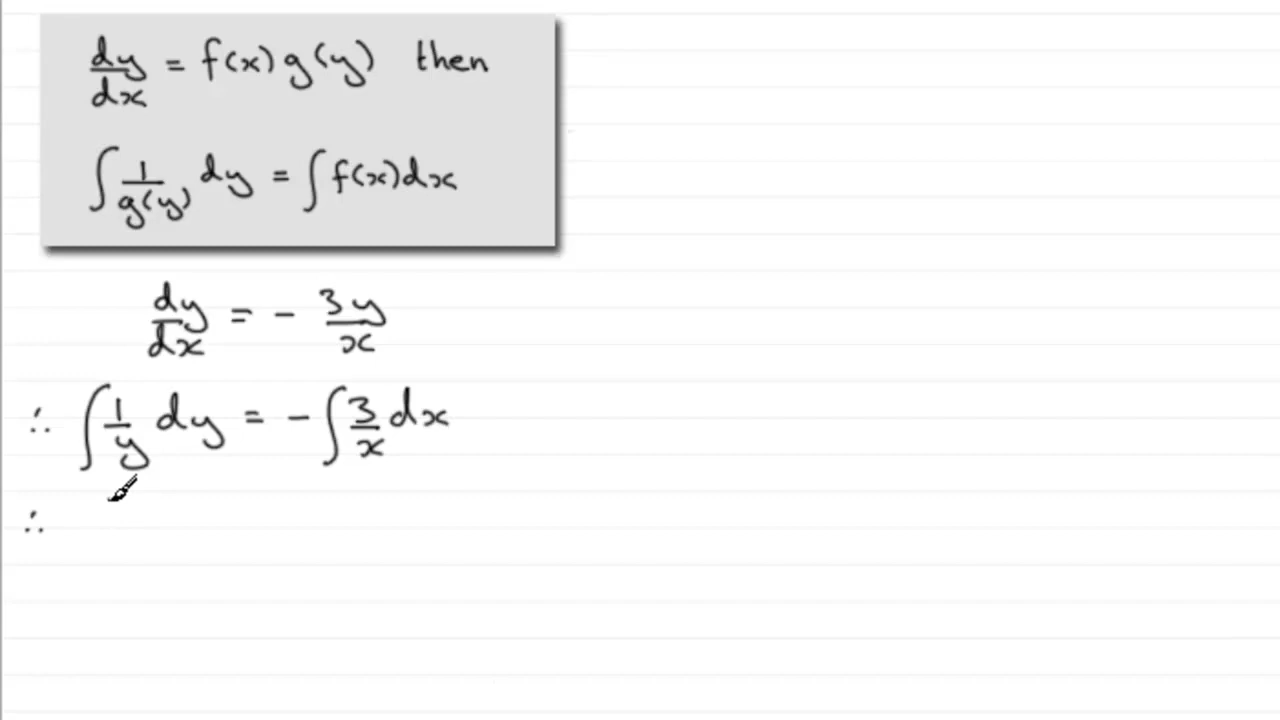 dy/dx = f(x) g(y) then
∫ 1/g(y) dy = ∫ f(x) dx
dy/dx = - 3y/x
∴ ∫ 1/y dy = - ∫ 3/x dx
∴